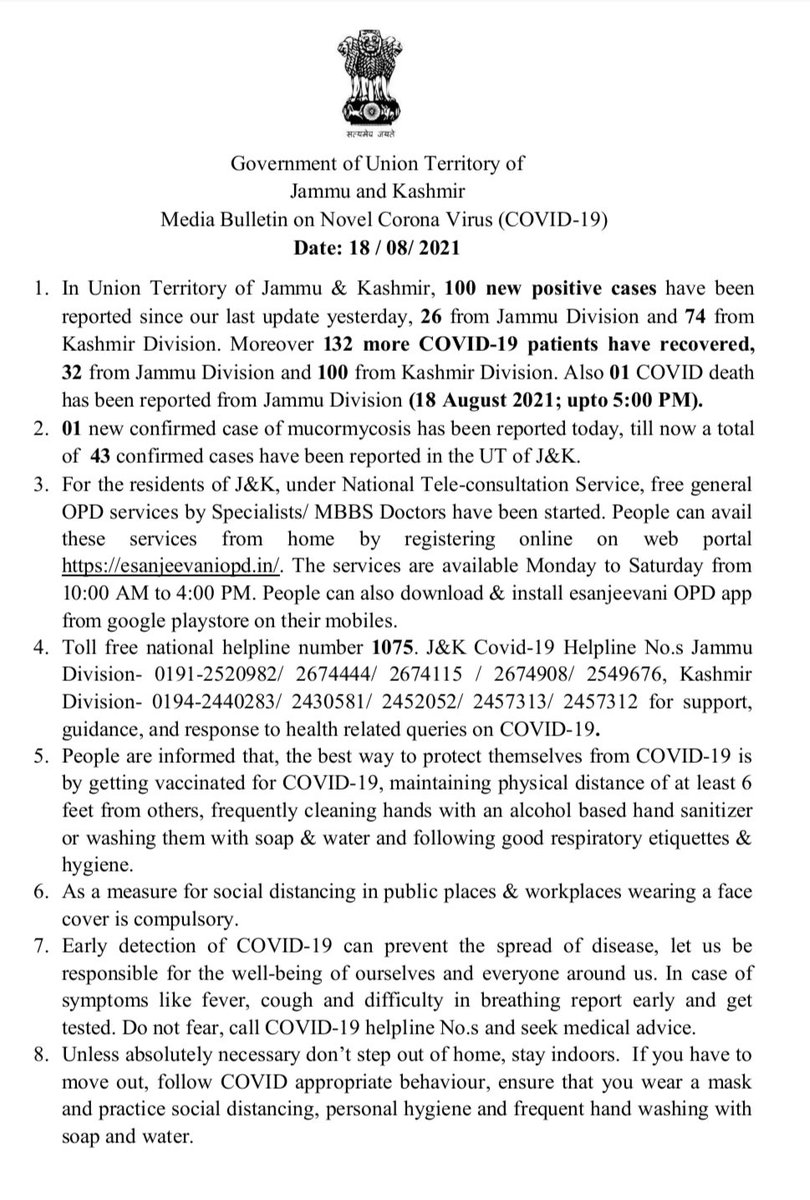 सत्यमेव जयते
Government of Union Territory of
Jammu and Kashmir
Media Bulletin on Novel Corona Virus (COVID-19)
Date: 18 / 08/ 2021
1. In Union Territory of Jammu & Kashmir, 100 new positive cases have been
reported since our last update yesterday, 26 from Jammu Division and 74 from
Kashmir Division. Moreover 132 more COVID-19 patients have recovered,
32 from Jammu Division and 100 from Kashmir Division. Also 01 COVID death
has been reported from Jammu Division (18 August 2021; upto 5:00 PM).
2. 01 new confirmed case of mucormycosis has been reported today, till now a total
of 43 confirmed cases have been reported in the UT of J&K.
3. For the residents of J&K, under National Tele-consultation Service, free general
OPD services by Specialists/ MBBS Doctors have been started. People can avail
these services from home by registering online on web portal
https://esanjeevaniopd.in/. The services are available Monday to Saturday from
10:00 AM to 4:00 PM. People can also download & install esanjeevani OPD app
from google playstore on their mobiles.
4. Toll free national helpline number 1075. J&K Covid-19 Helpline No.s Jammu
Division- 0191-2520982/ 2674444/ 2674115 / 2674908/ 2549676, Kashmir
Division- 0194-2440283/ 2430581/ 2452052/ 2457313/ 2457312 for support,
guidance, and response to health related queries on COVID-19.
5. People are informed that, the best way to protect themselves from COVID-19 is
by getting vaccinated for COVID-19, maintaining physical distance of at least 6
feet from others, frequently cleaning hands with an alcohol based hand sanitizer
or washing them with soap & water and following good respiratory etiquettes &
hygiene.
6. As a measure for social distancing in public places & workplaces wearing a face
cover is compulsory.
7. Early detection of COVID-19 can prevent the spread of disease, let us be
responsible for the well-being of ourselves and everyone around us. In case of
symptoms like fever, cough and difficulty in breathing report early and get
tested. Do not fear, call COVID-19 helpline No.s and seek medical advice.
8. Unless absolutely necessary don’t step out of home, stay indoors. If you have to
move out, follow COVID appropriate behaviour, ensure that you wear a mask
and practice social distancing, personal hygiene and frequent hand washing with
soap and water.